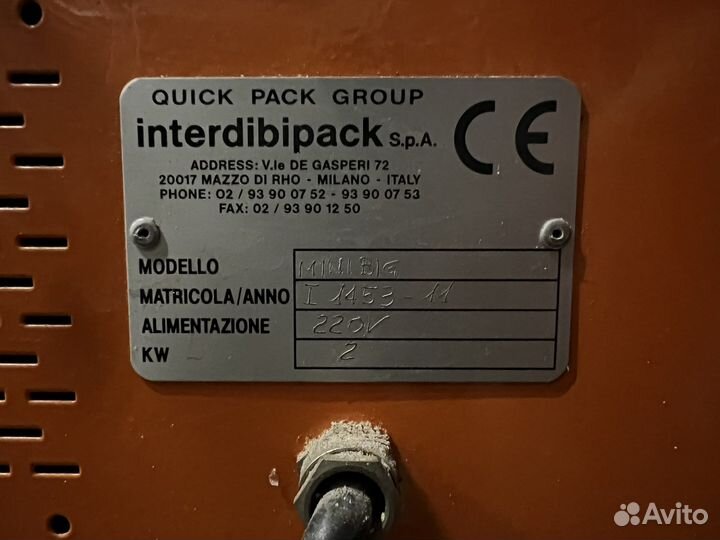 QUICK PACK GROUP
interdibipack S.p.A.
CE
ADDRESS: V.le DE GASPERI 72
20017 MAZZO DI RHO - MILANO - ITALY
PHONE: 02 / 93 90 07 52 - 93 90 07 53
FAX: 02 / 93 90 12 50
MODELLO MINI BIG
MATRICOLA/ANNO I 1453-11
ALIMENTAZIONE 220V
KW 2
Avito